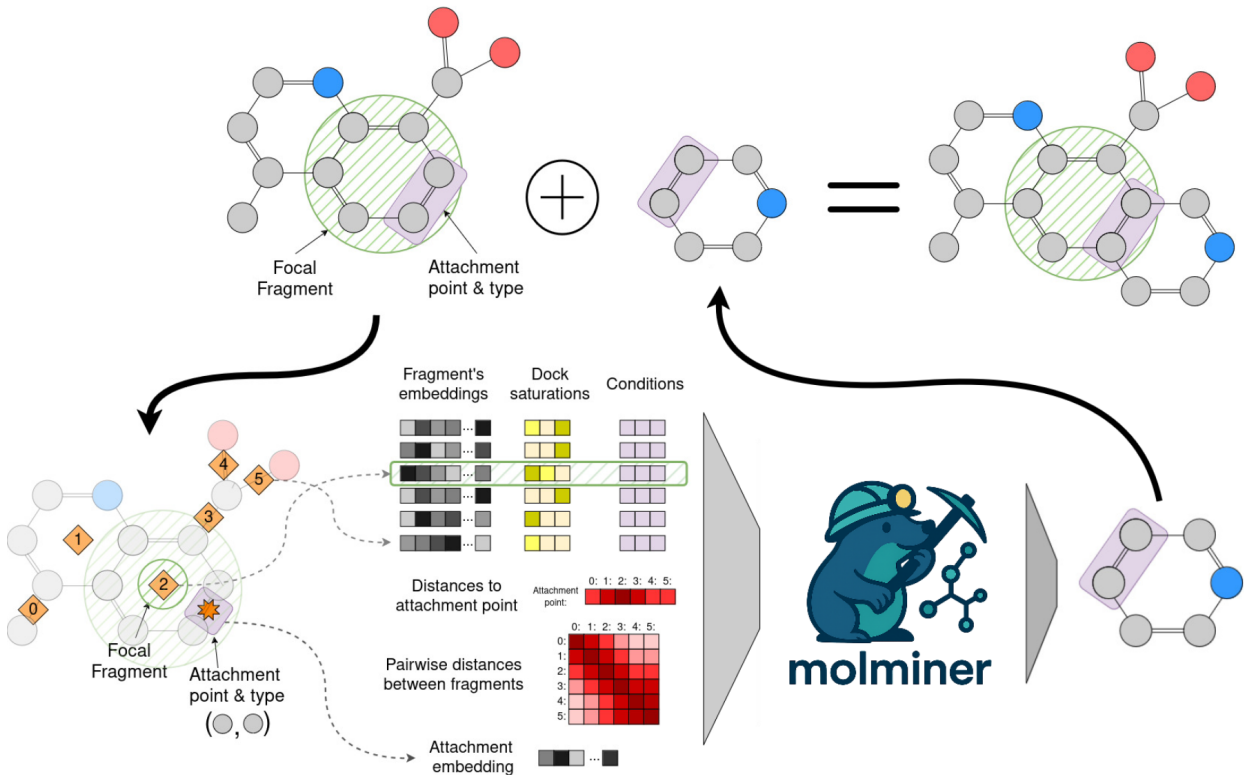 Focal
Fragment
Attachment
point & type
Fragment's
embeddings
Dock
saturations
Conditions
...
...
...
...
...
...
0
1
2
3
4
5
Focal
Fragment
Attachment
point & type
( , )
Distances to
attachment point
0: 1: 2: 3: 4: 5:
Attachment
point:
Pairwise distances
between fragments
0: 1: 2: 3: 4: 5:
0:
1:
2:
3:
4:
5:
Attachment
embedding
...
molminer